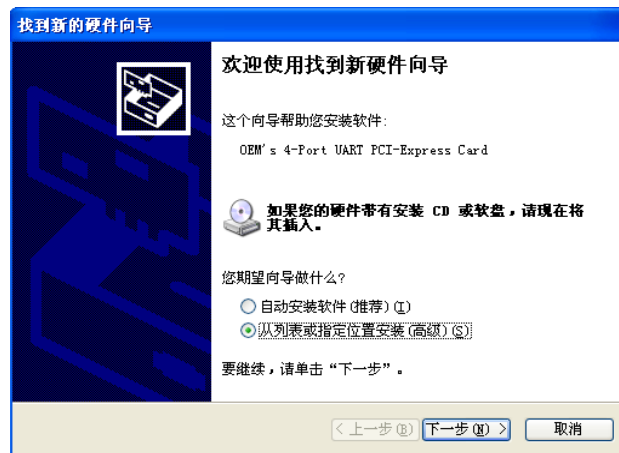 找到新的硬件向导
欢迎使用找到新硬件向导
这个向导帮助您安装软件:
OEM's 4-Port UART PCI-Express Card
如果您的硬件带有安装 CD 或软盘，请现在将
其插入。
您期望向导做什么?
自动安装软件(推荐)(I)
从列表或指定位置安装(高级)(S)
要继续，请单击“下一步”。
< 上一步(B) 下一步(N) > 取消